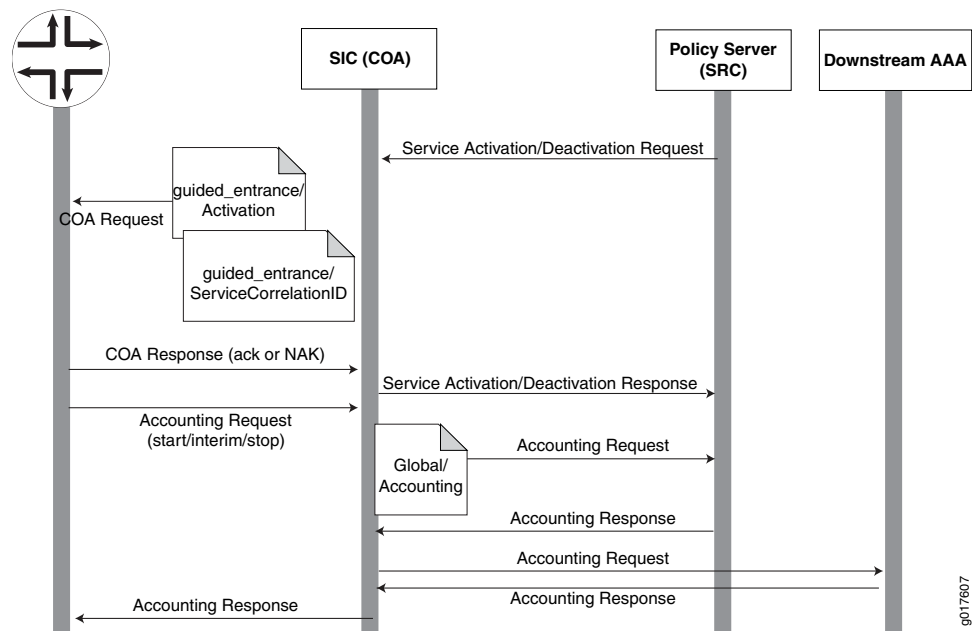 SIC (COA)
Policy Server
(SRC)
Downstream AAA
Service Activation/Deactivation Request
guided_entrance/
Activation
COA Request
guided_entrance/
ServiceCorrelationID
COA Response (ack or NAK)
Service Activation/Deactivation Response
Accounting Request
(start/interim/stop)
Accounting Request
Global/
Accounting
Accounting Response
Accounting Request
Accounting Response
Accounting Response
g017607